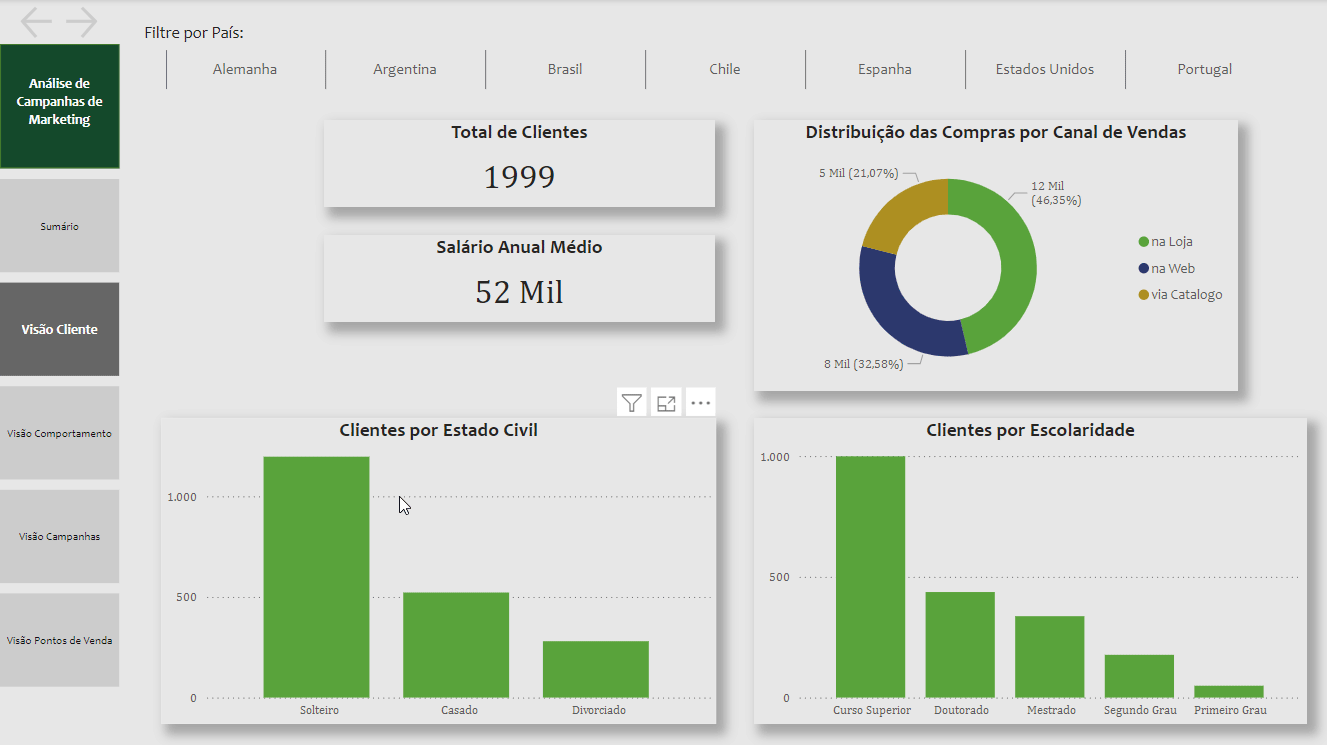 Filtre por País:
Alemanha
Argentina
Brasil
Chile
Espanha
Estados Unidos
Portugal
Análise de
Campanhas de
Marketing
Sumário
Visão Cliente
Visão Comportamento
Visão Campanhas
Visão Pontos de Venda
Total de Clientes
1999
Salário Anual Médio
52 Mil
Distribuição das Compras por Canal de Vendas
5 Mil (21,07%)
12 Mil
(46,35%)
8 Mil (32,58%)
na Loja
na Web
via Catalogo
Clientes por Estado Civil
1.000
500
0
Solteiro
Casado
Divorciado
Clientes por Escolaridade
1.000
500
0
Curso Superior
Doutorado
Mestrado
Segundo Grau
Primeiro Grau